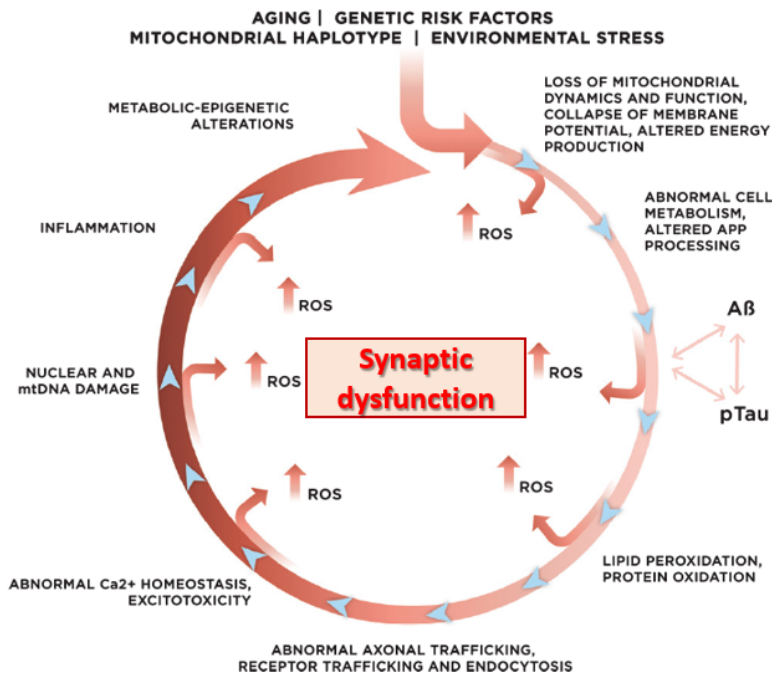 AGING | GENETIC RISK FACTORS
MITOCHONDRIAL HAPLOTYPE | ENVIRONMENTAL STRESS
LOSS OF MITOCHONDRIAL
DYNAMICS AND FUNCTION,
COLLAPSE OF MEMBRANE
POTENTIAL, ALTERED ENERGY
PRODUCTION
METABOLIC-EPIGENETIC
ALTERATIONS
ROS
ABNORMAL CELL
METABOLISM,
ALTERED APP
PROCESSING
INFLAMMATION
ROS
Aß
pTau
ROS
Synaptic
dysfunction
ROS
NUCLEAR AND
mtDNA DAMAGE
ROS
ROS
LIPID PEROXIDATION,
PROTEIN OXIDATION
ABNORMAL Ca2+ HOMEOSTASIS,
EXCITOTOXICITY
ABNORMAL AXONAL TRAFFICKING,
RECEPTOR TRAFFICKING AND ENDOCYTOSIS